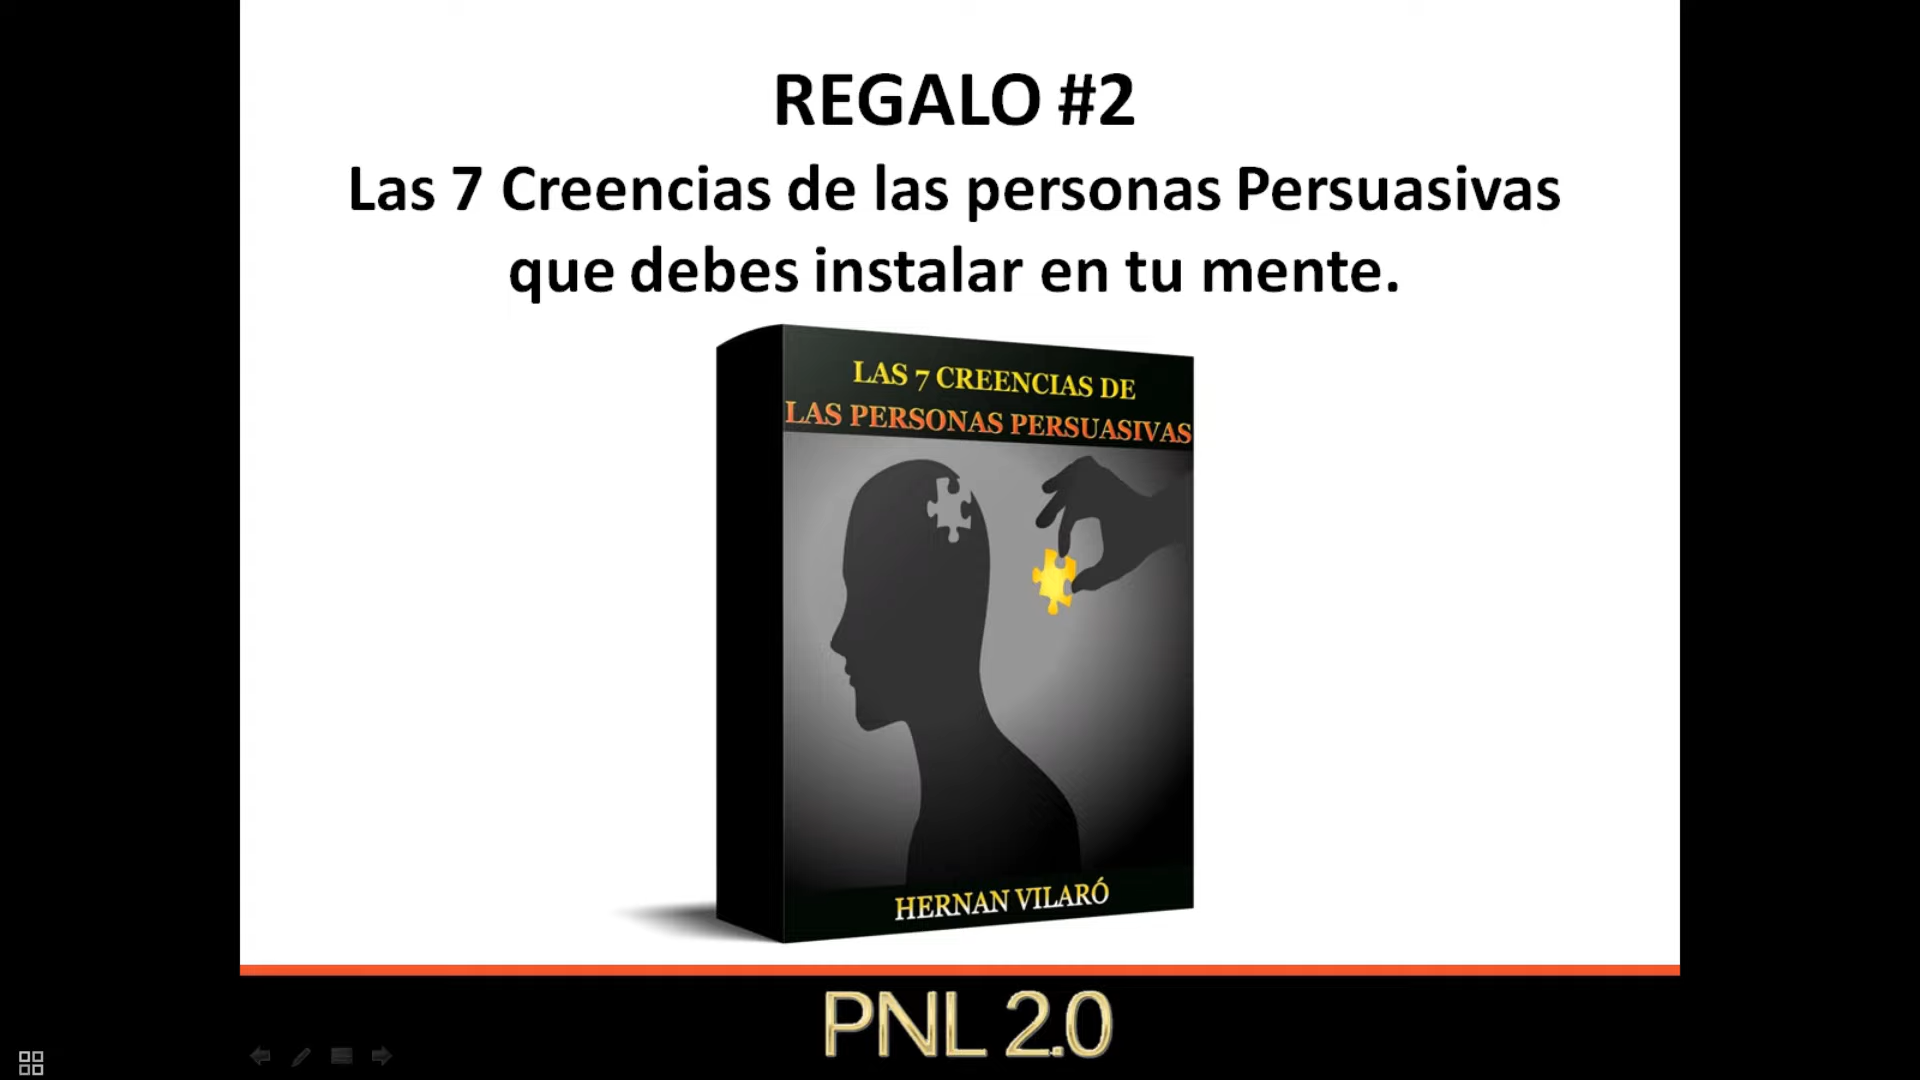 REGALO #2
Las 7 Creencias de las personas Persuasivas
que debes instalar en tu mente.
LAS 7 CREENCIAS DE
LAS PERSONAS PERSUASIVAS
HERNAN VILARÓ
PNL 2.0